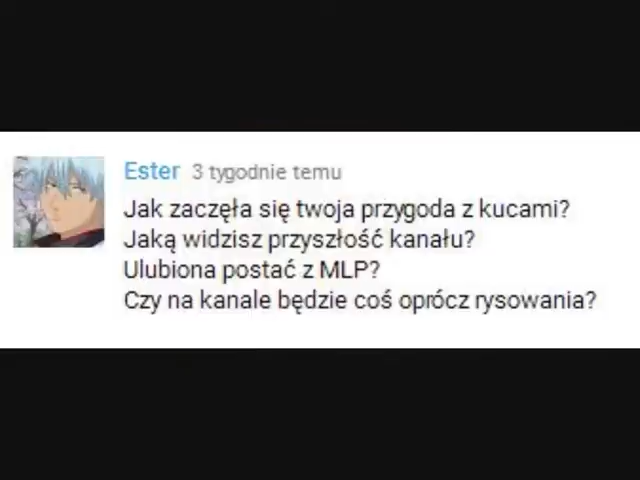 Ester 3 tygodnie temu
Jak zaczęła się twoja przygoda z kucami?
Jaką widzisz przyszłość kanału?
Ulubiona postać z MLP?
Czy na kanale będzie coś oprócz rysowania?